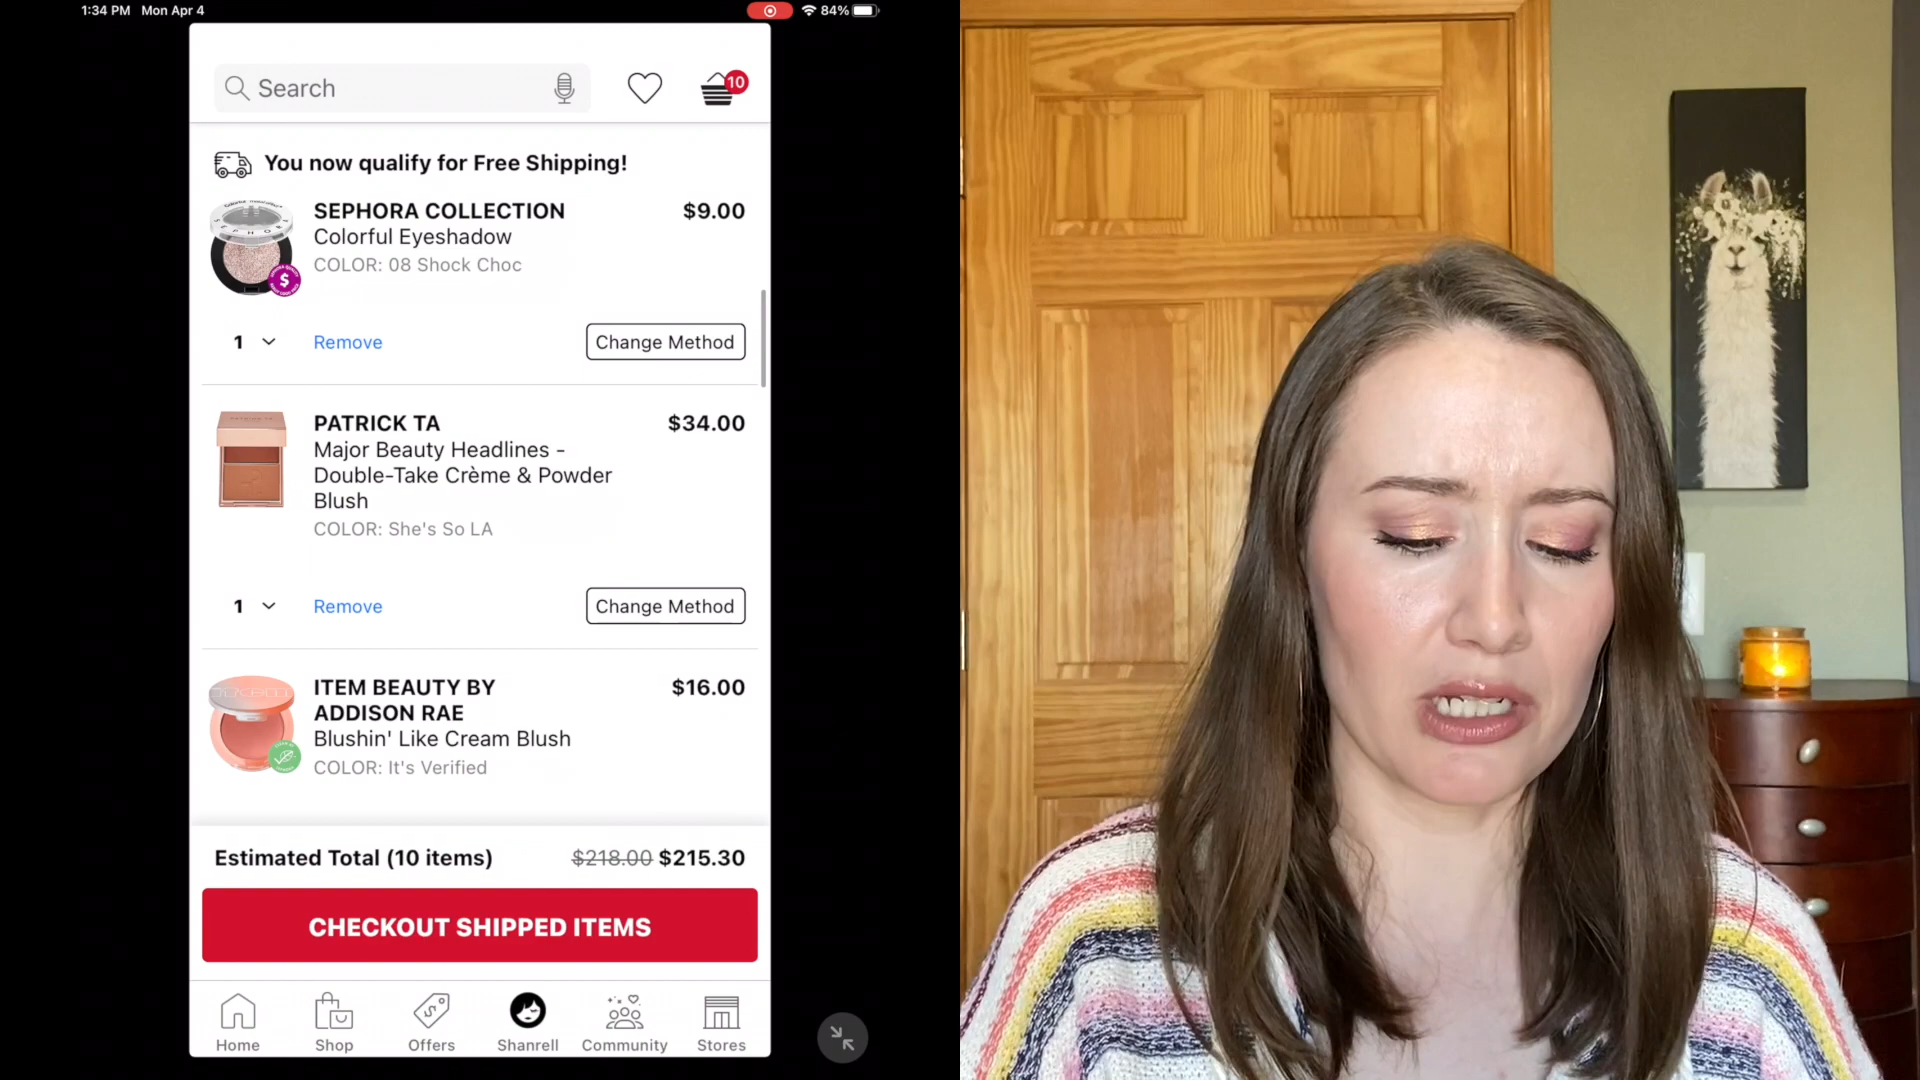 1:34 PM Mon Apr 4
84%
Search
10
You now qualify for Free Shipping!
SEPHORA COLLECTION
$9.00
Colorful Eyeshadow
COLOR: 08 Shock Choc
1
Remove
Change Method
PATRICK TA
$34.00
Major Beauty Headlines -
Double-Take Crème & Powder
Blush
COLOR: She's So LA
1
Remove
Change Method
ITEM BEAUTY BY
$16.00
ADDISON RAE
Blushin' Like Cream Blush
COLOR: It's Verified
Estimated Total (10 items)
$218.00 $215.30
CHECKOUT SHIPPED ITEMS
Home
Shop
Offers
Shanrell
Community
Stores